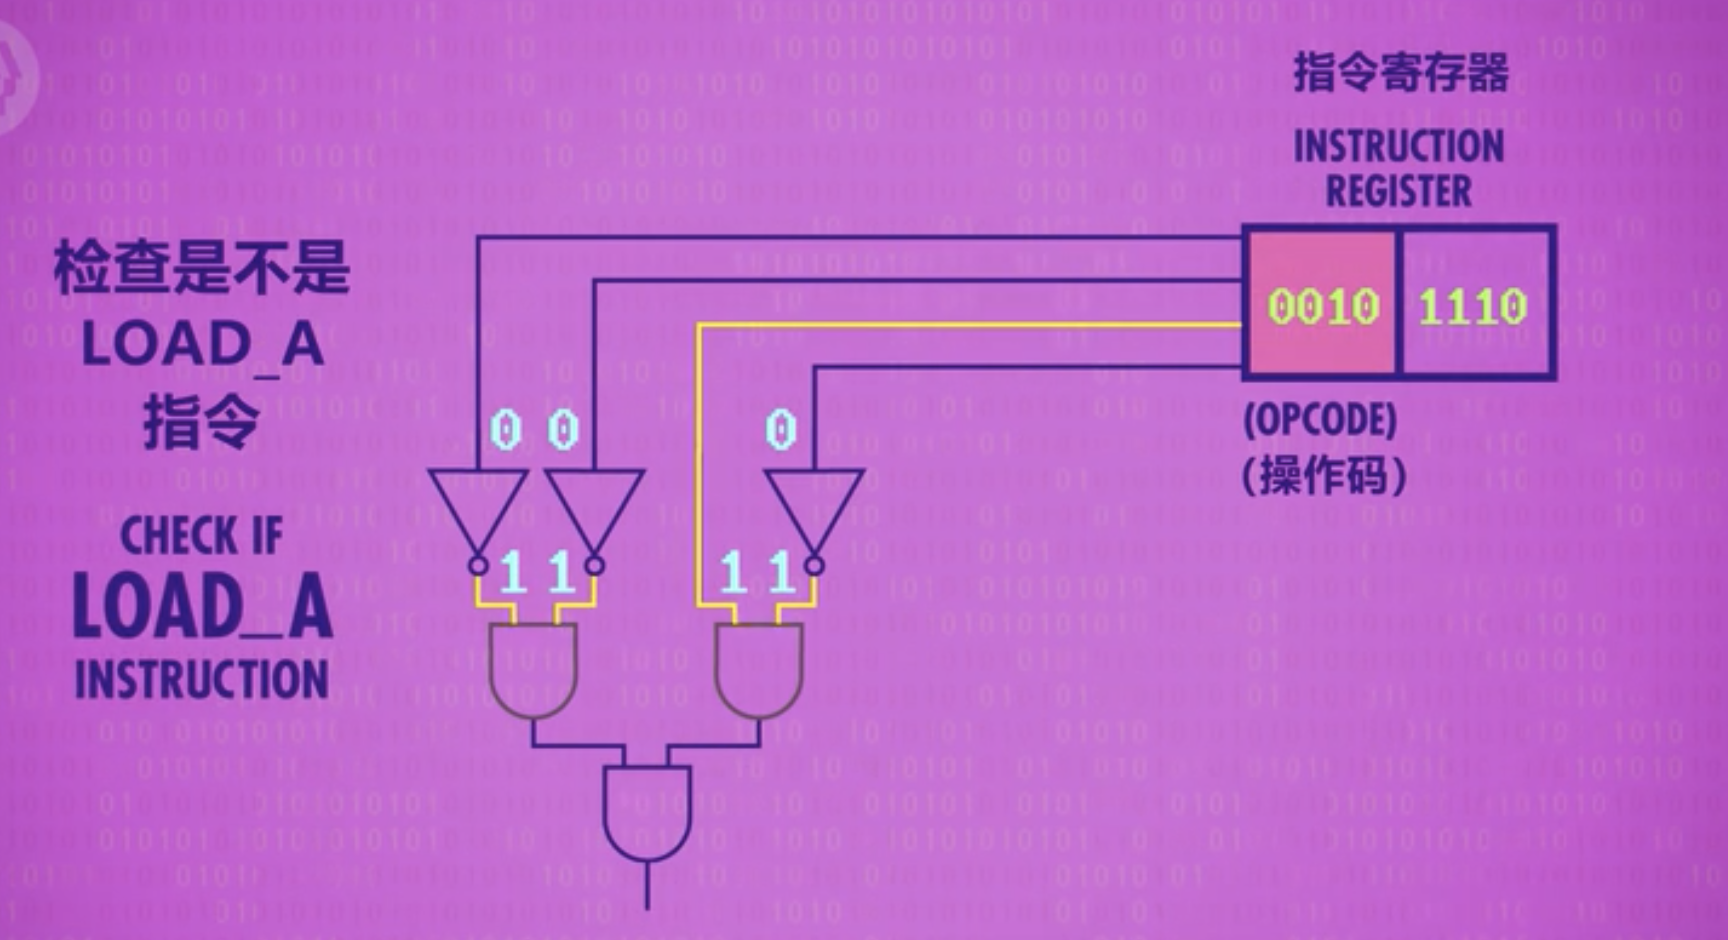 指令寄存器
INSTRUCTION
REGISTER
检查是不是
LOAD_A
指令
0010 1110
(OPCODE)
(操作码)
0 0 0
CHECK IF
LOAD_A
INSTRUCTION
1 1 1 1